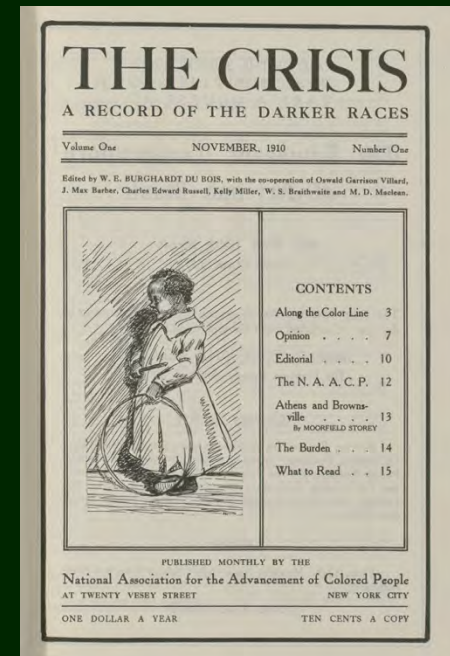 THE CRISIS
A RECORD OF THE DARKER RACES
Volume One NOVEMBER, 1910 Number One
Edited by W. E. BURGHARDT DU BOIS, with the co-operation of Oswald Garrison Villard,
J. Max Barber, Charles Edward Russell, Kelly Miller, W. S. Braithwaite and M. D. Maclean.
CONTENTS
Along the Color Line 3
Opinion . . . . 7
Editorial . . . . 10
The N. A. A. C. P. 12
Athens and Browns-
ville . . . . 13
By MOORFIELD STOREY
The Burden . . . 14
What to Read . . 15
PUBLISHED MONTHLY BY THE
National Association for the Advancement of Colored People
AT TWENTY VESEY STREET NEW YORK CITY
ONE DOLLAR A YEAR TEN CENTS A COPY